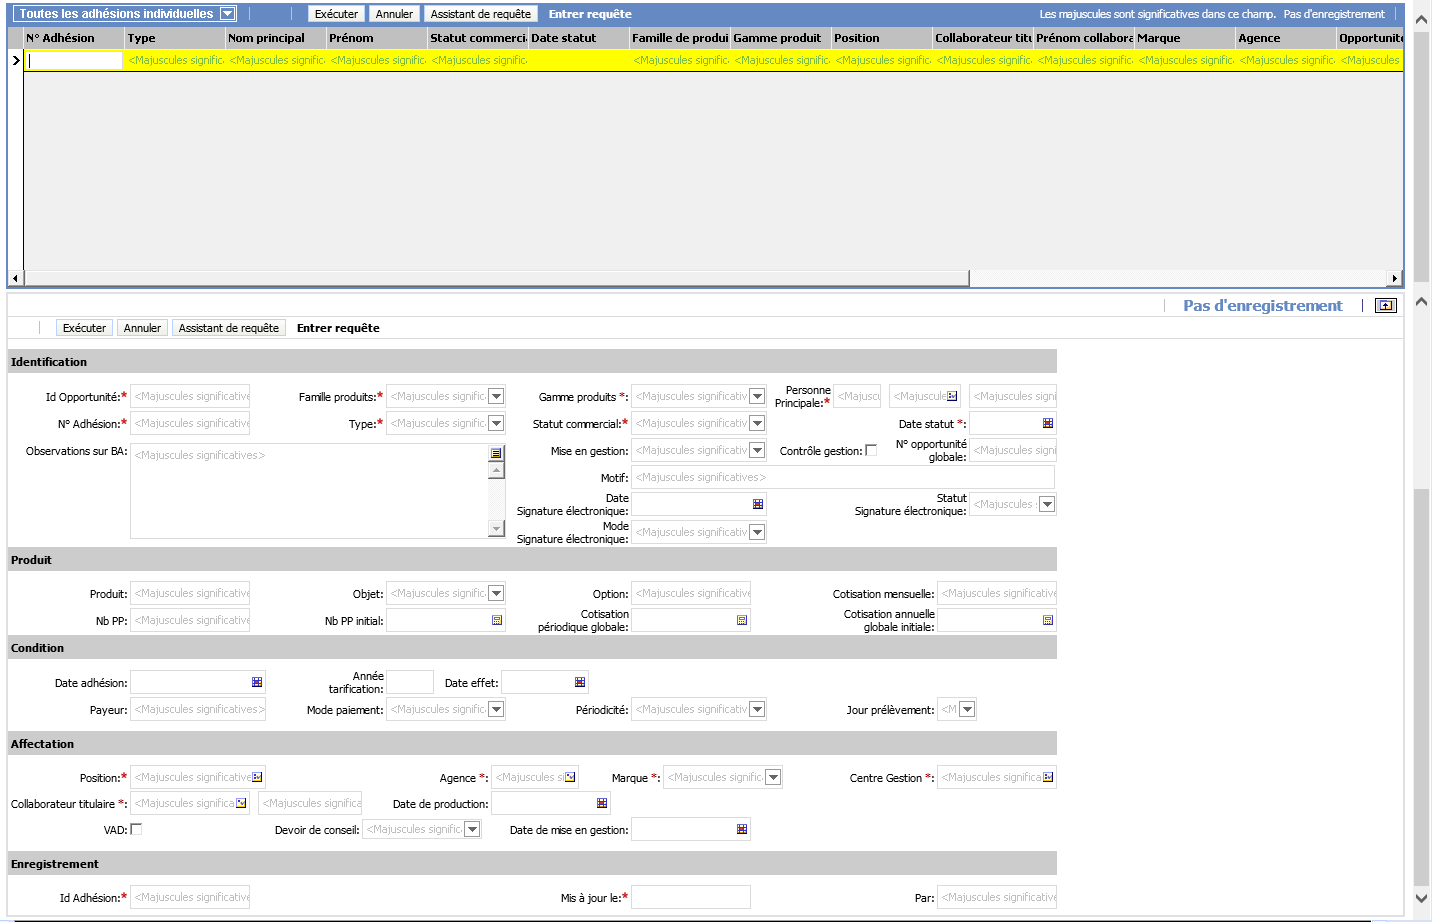 Toutes les adhésions individuelles Exécuter Annuler Assistant de requête Entrer requête Les majuscules sont significatives dans ce champ. Pas d'enregistrement
N° Adhésion Type Nom principal Prénom Statut commerci Date statut Famille de produi Gamme produit Position Collaborateur titu Prénom collabora Marque Agence Opportunité
<Majuscules signific. <Majuscules signific. <Majuscules signific. <Majuscules signific. <Majuscules signific. <Majuscules signific. <Majuscules signific. <Majuscules signific. <Majuscules signific. <Majuscules signific. <Majuscules signific. <Majuscules
Pas d'enregistrement
Exécuter Annuler Assistant de requête Entrer requête
Identification
Id Opportunité:* <Majuscules significative Famille produits:* <Majuscules signific. Gamme produits *: <Majuscules significativ Personne Principale:* <Majuscu <Majuscule <Majuscules signi
N° Adhésion:* <Majuscules significative Type:* <Majuscules signific. Statut commercial:* <Majuscules significativ Date statut *:
Observations sur BA: <Majuscules significatives> Mise en gestion: <Majuscules significativ Contrôle gestion: N° opportunité globale: <Majuscules signi
Motif: <Majuscules significatives>
Date Signature électronique: Statut Signature électronique: <Majuscules
Mode Signature électronique: <Majuscules significativ
Produit
Produit: <Majuscules significative Objet: <Majuscules signific. Option: <Majuscules significative Cotisation mensuelle: <Majuscules significative
Nb PP: <Majuscules significative Nb PP initial: Cotisation périodique globale: Cotisation annuelle globale initiale:
Condition
Date adhésion: Année tarification: Date effet:
Payeur: <Majuscules significatives> Mode paiement: <Majuscules signific. Périodicité: <Majuscules significativ Jour prélèvement: <M
Affectation
Position:* <Majuscules significative Agence *: <Majuscules si Marque *: <Majuscules signific. Centre Gestion *: <Majuscules significa
Collaborateur titulaire *: <Majuscules significa <Majuscules significa Date de production:
VAD: Devoir de conseil: <Majuscules signific. Date de mise en gestion:
Enregistrement
Id Adhésion:* <Majuscules significative Mis à jour le:* Par: <Majuscules significative